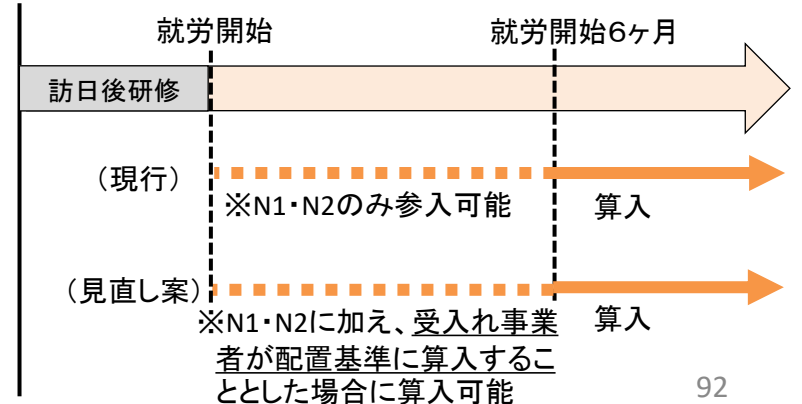 就労開始
就労開始6ヶ月
訪日後研修
(現行)
※N1・N2のみ参入可能
算入
(見直し案)
※N1・N2に加え、受入れ事業
者が配置基準に算入するこ
ととした場合に算入可能
算入
92